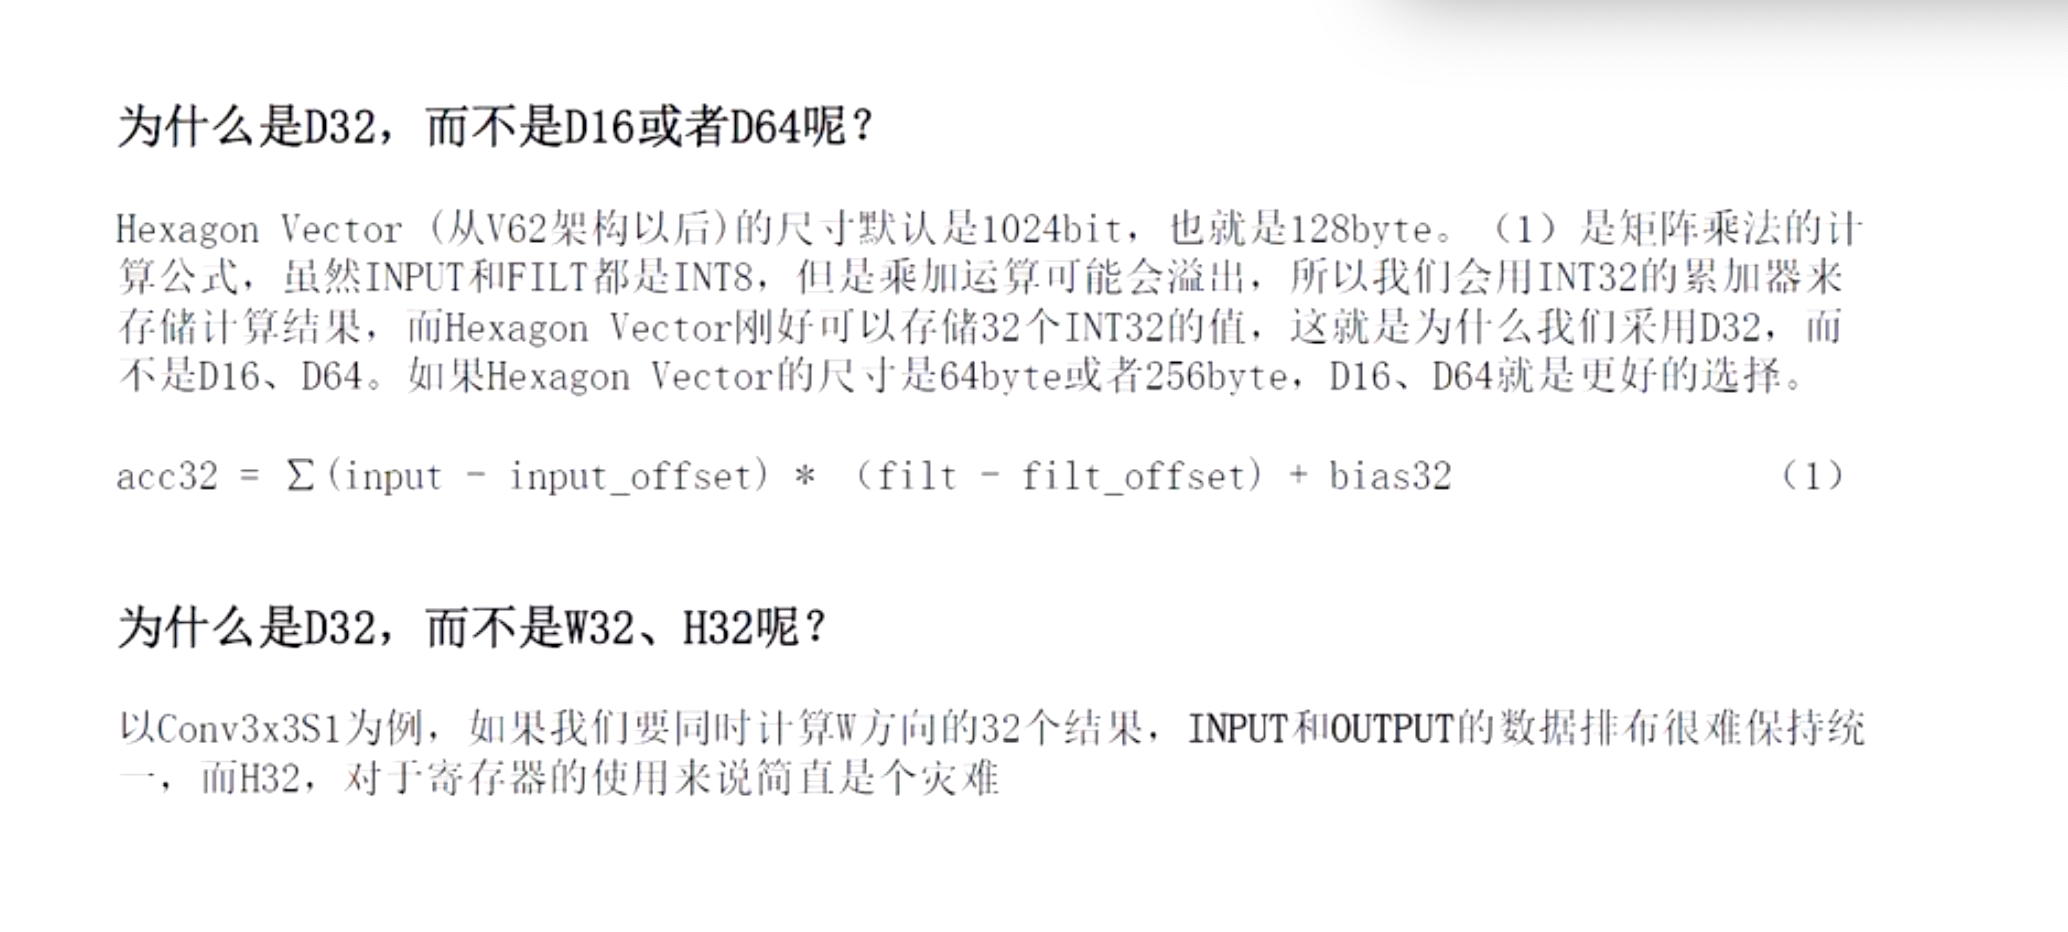 为什么是D32，而不是D16或者D64呢？
Hexagon Vector (从V62架构以后)的尺寸默认是1024bit，也就是128byte。（1）是矩阵乘法的计
算公式，虽然INPUT和FILT都是INT8，但是乘加运算可能会溢出，所以我们会用INT32的累加器来
存储计算结果，而Hexagon Vector刚好可以存储32个INT32的值，这就是为什么我们采用D32，而
不是D16、D64。如果Hexagon Vector的尺寸是64byte或者256byte，D16、D64就是更好的选择。
acc32 = Σ(input - input_offset) * （filt - filt_offset) + bias32 （1）
为什么是D32，而不是W32、H32呢？
以Conv3x3S1为例，如果我们要同时计算W方向的32个结果，INPUT和OUTPUT的数据排布很难保持统
一，而H32，对于寄存器的使用来说简直是个灾难